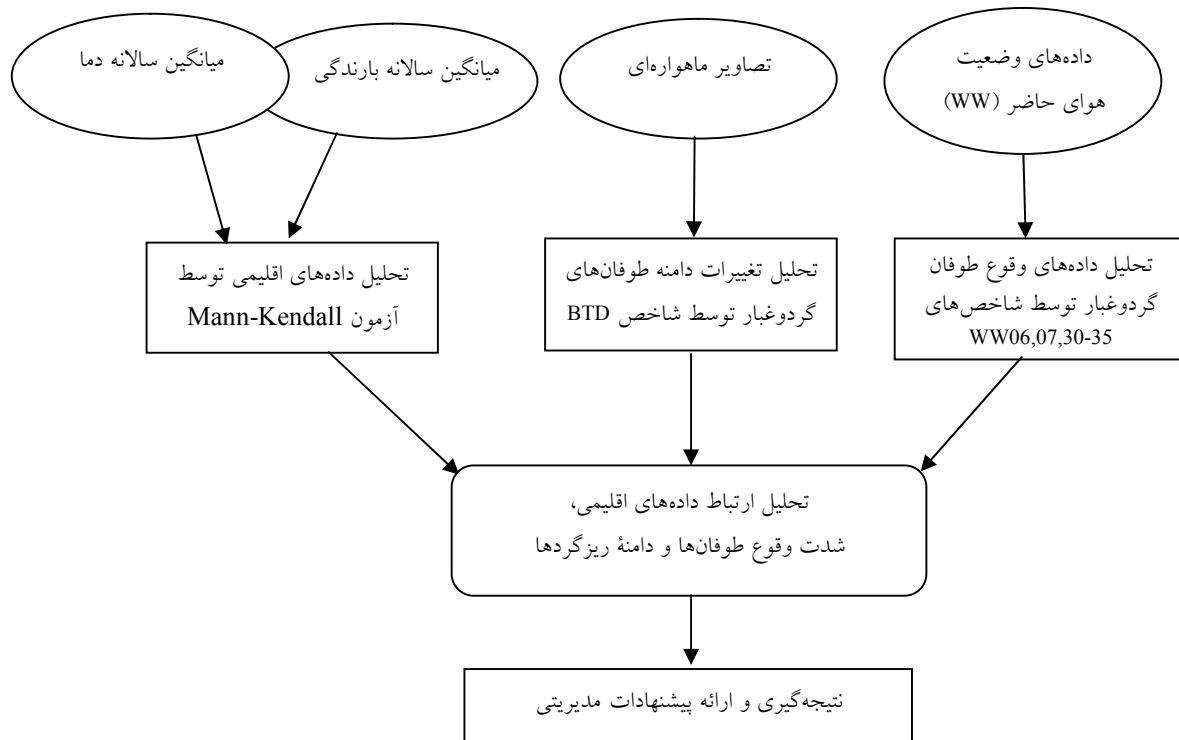 داده‌های وضعیت
هوای حاضر (WW)
تصاویر ماهواره‌ای
میانگین سالانه بارندگی
میانگین سالانه دما
تحلیل داده‌های وقوع طوفان
گردوغبار توسط شاخص‌های
WW06,07,30-35
تحلیل تغییرات دامنه طوفان‌های
گردوغبار توسط شاخص BTD
تحلیل داده‌های اقلیمی توسط
آزمون Mann-Kendall
تحلیل ارتباط داده‌های اقلیمی،
شدت وقوع طوفان‌ها و دامنۀ ریزگردها
نتیجه‌گیری و ارائه پیشنهادات مدیریتی